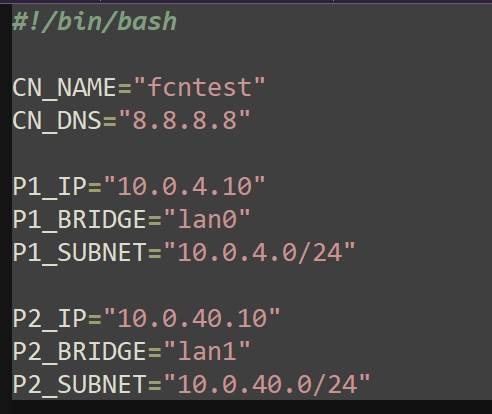 #!/bin/bash
CN_NAME="fcntest"
CN_DNS="8.8.8.8"
P1_IP="10.0.4.10"
P1_BRIDGE="lan0"
P1_SUBNET="10.0.4.0/24"
P2_IP="10.0.40.10"
P2_BRIDGE="lan1"
P2_SUBNET="10.0.40.0/24"